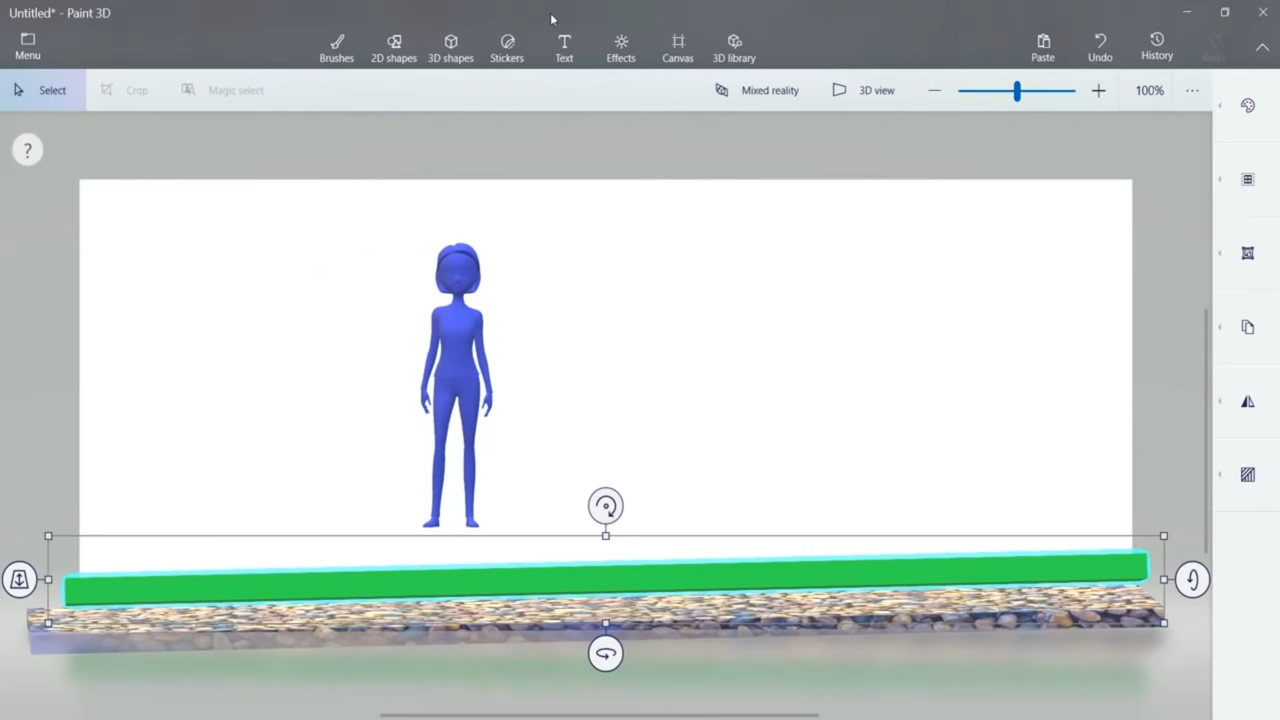 Untitled* - Paint 3D
Menu
Brushes
2D shapes
3D shapes
Stickers
Text
Effects
Canvas
3D library
Paste
Undo
History
Redo
Select
Crop
Magic select
Mixed reality
3D view
100%
?